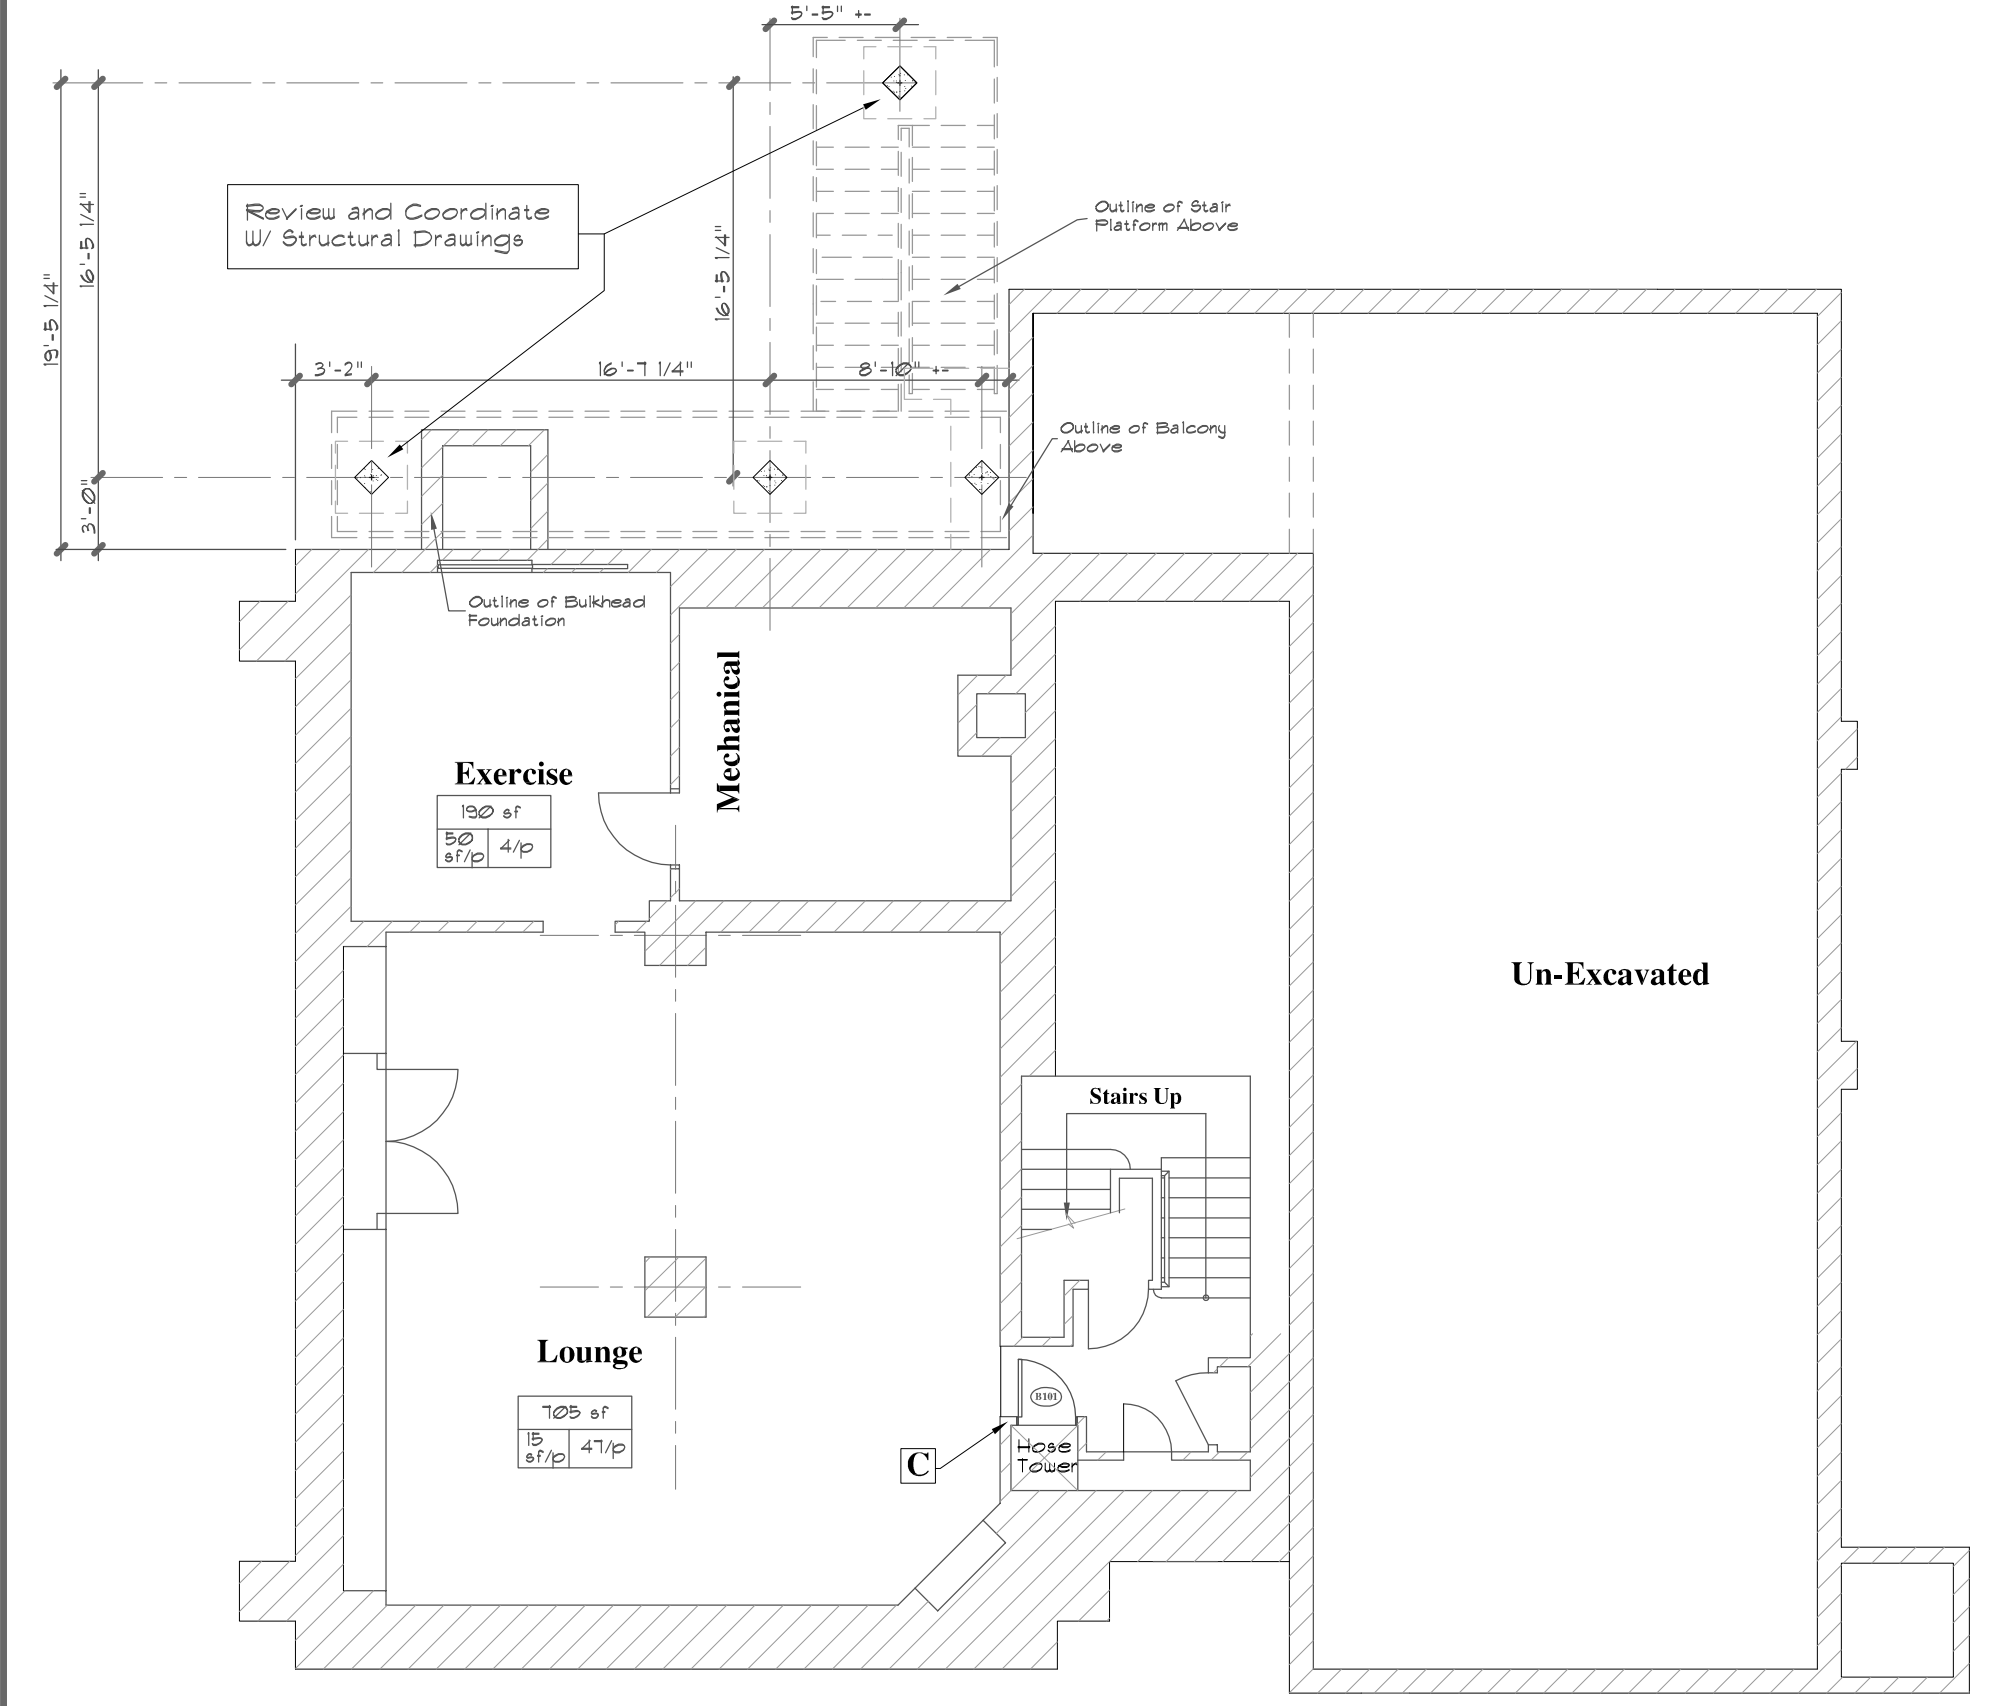 5'-5" +-
Review and Coordinate
W/ Structural Drawings
Outline of Stair
Platform Above
16'-5 1/4"
19'-5 1/4"
16'-5 1/4"
3'-2"
16'-7 1/4"
8'-10" +-
Outline of Balcony
Above
3'-0"
Outline of Bulkhead
Foundation
Mechanical
Exercise
190 sf
50
sf/p
4/p
Un-Excavated
Stairs Up
Lounge
705 sf
15
sf/p
47/p
B101
C
Hose
Tower